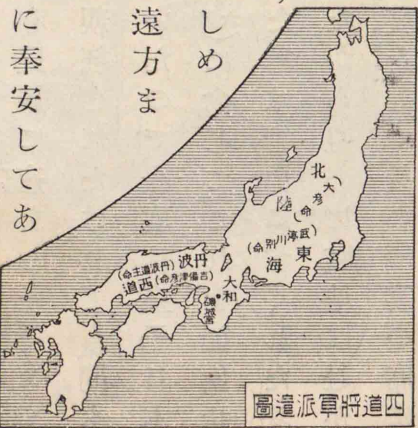 しめ
遠方ま
に奉安してあ
北陸
(大彦命)
東海
(武渟川別命)
丹波
(丹波道主命)
西道
(吉備津彦命)
大和
磯城宮
四道將軍派遣圖